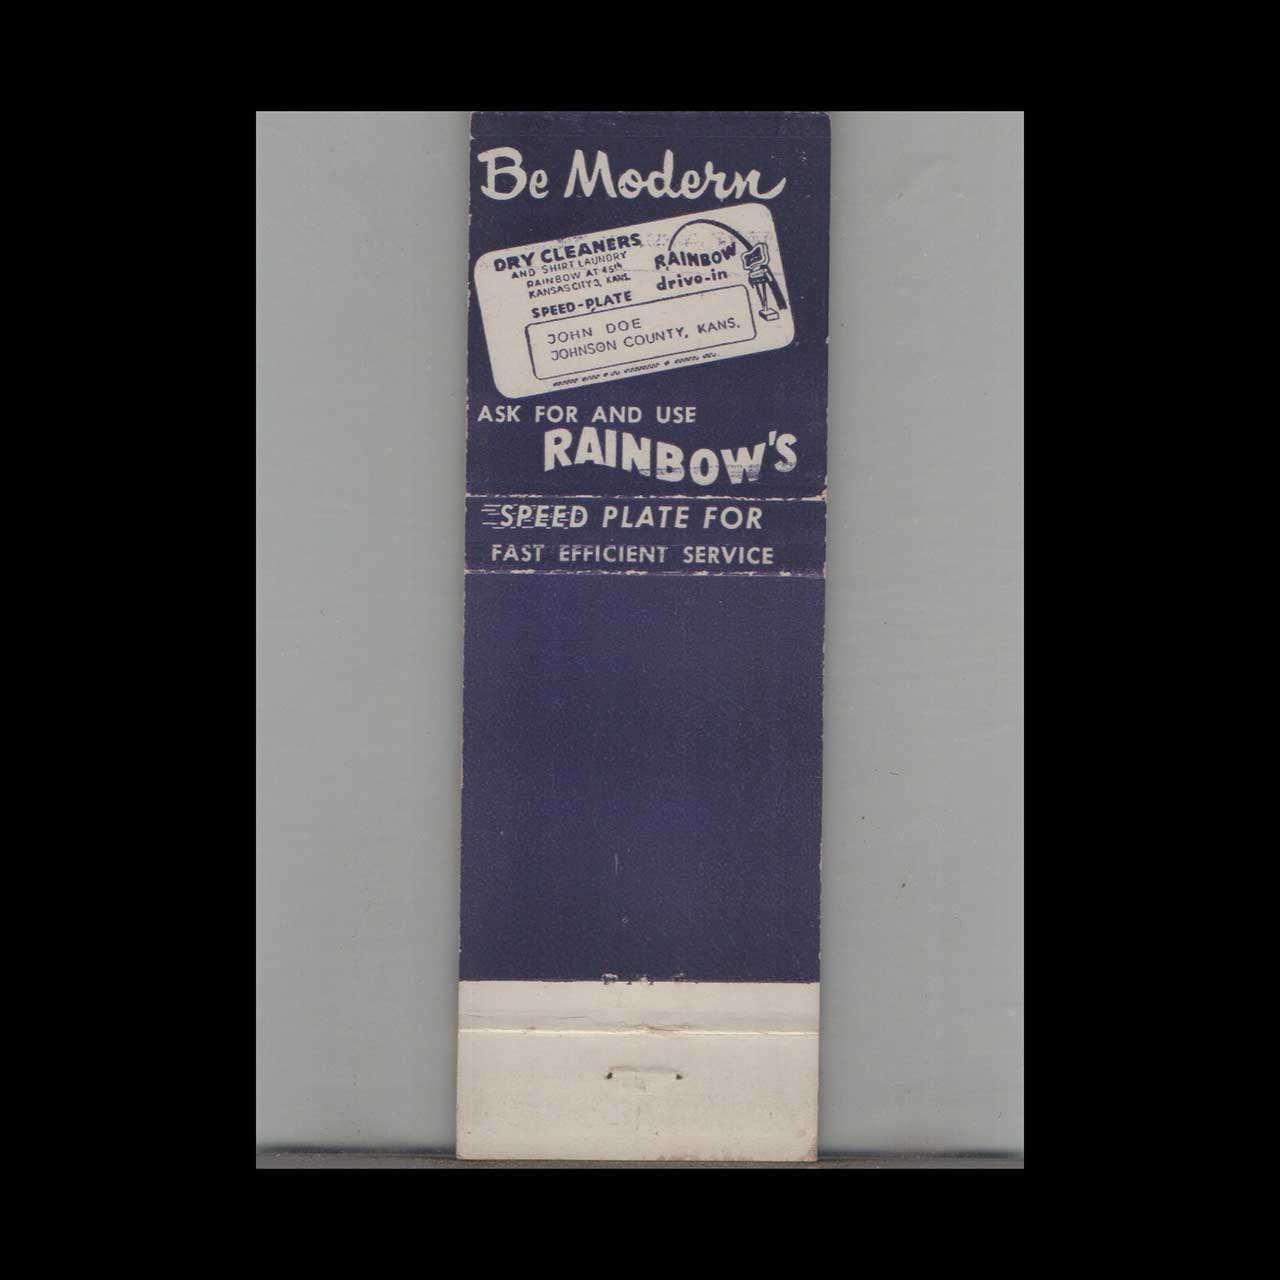 Be Modern
DRY CLEANERS
AND SHIRT LAUNDRY
RAINBOW AT 45th
KANSAS CITY 3, KANS.
RAINBOW
drive-in
SPEED-PLATE
JOHN DOE
JOHNSON COUNTY, KANS.
ASK FOR AND USE
RAINBOW'S
SPEED PLATE FOR
FAST EFFICIENT SERVICE